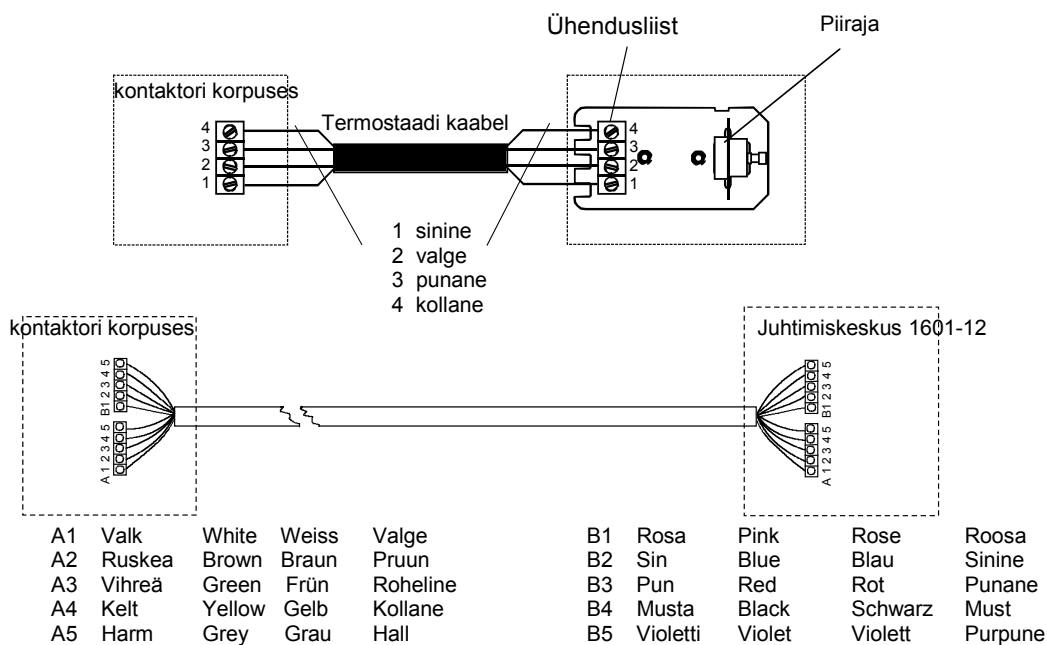 Ühendusliist
Piiraja
kontaktori korpuses
Termostaadi kaabel
4
3
2
1
4
3
2
1
1 sinine
2 valge
3 punane
4 kollane
kontaktori korpuses
Juhtimiskeskus 1601-12
B1 2 3 4 5
A 1 2 3 4 5
B1 2 3 4 5
A 1 2 3 4 5
A1 Valk White Weiss Valge
A2 Ruskea Brown Braun Pruun
A3 Vihreä Green Frün Roheline
A4 Kelt Yellow Gelb Kollane
A5 Harm Grey Grau Hall
B1 Rosa Pink Rose Roosa
B2 Sin Blue Blau Sinine
B3 Pun Red Rot Punane
B4 Musta Black Schwarz Must
B5 Violetti Violet Violett Purpune